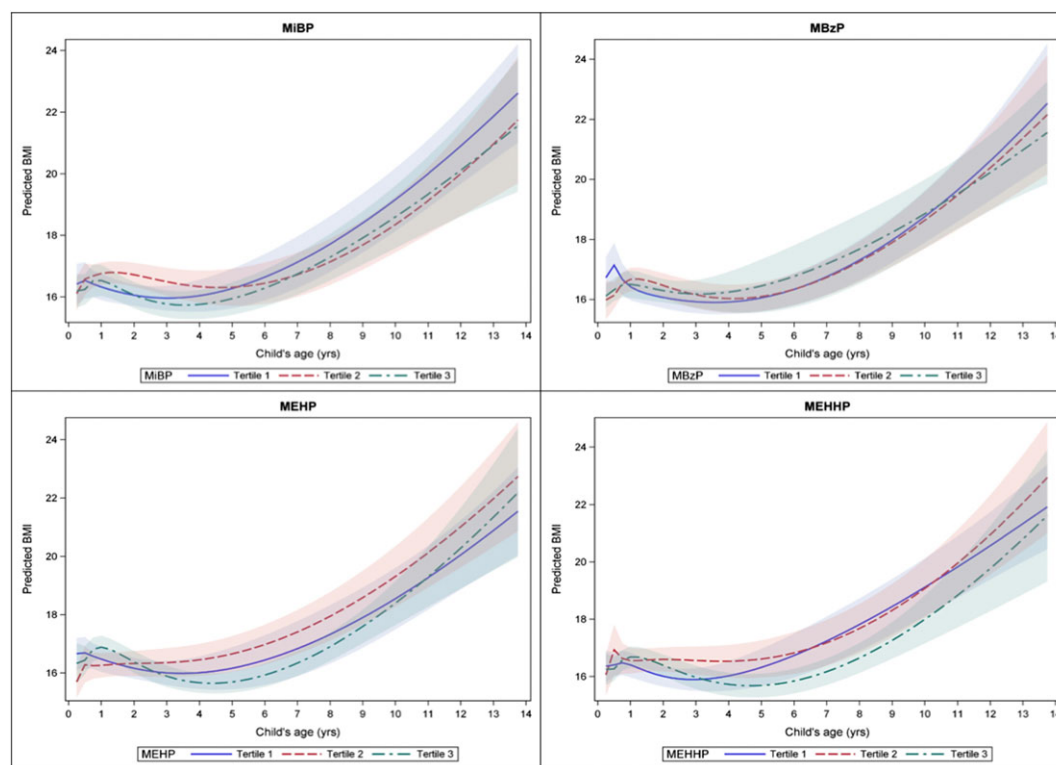 MiBP
24
22
20
18
16
Predicted BMI
0 1 2 3 4 5 6 7 8 9 10 11 12 13 14
Child's age (yrs)
MiBP Tertile 1 Tertile 2 Tertile 3
MBzP
24
22
20
18
16
Predicted BMI
0 1 2 3 4 5 6 7 8 9 10 11 12 13 14
Child's age (yrs)
MBzP Tertile 1 Tertile 2 Tertile 3
MEHP
24
22
20
18
16
Predicted BMI
0 1 2 3 4 5 6 7 8 9 10 11 12 13 14
Child's age (yrs)
MEHP Tertile 1 Tertile 2 Tertile 3
MEHHP
24
22
20
18
16
Predicted BMI
0 1 2 3 4 5 6 7 8 9 10 11 12 13 14
Child's age (yrs)
MEHHP Tertile 1 Tertile 2 Tertile 3